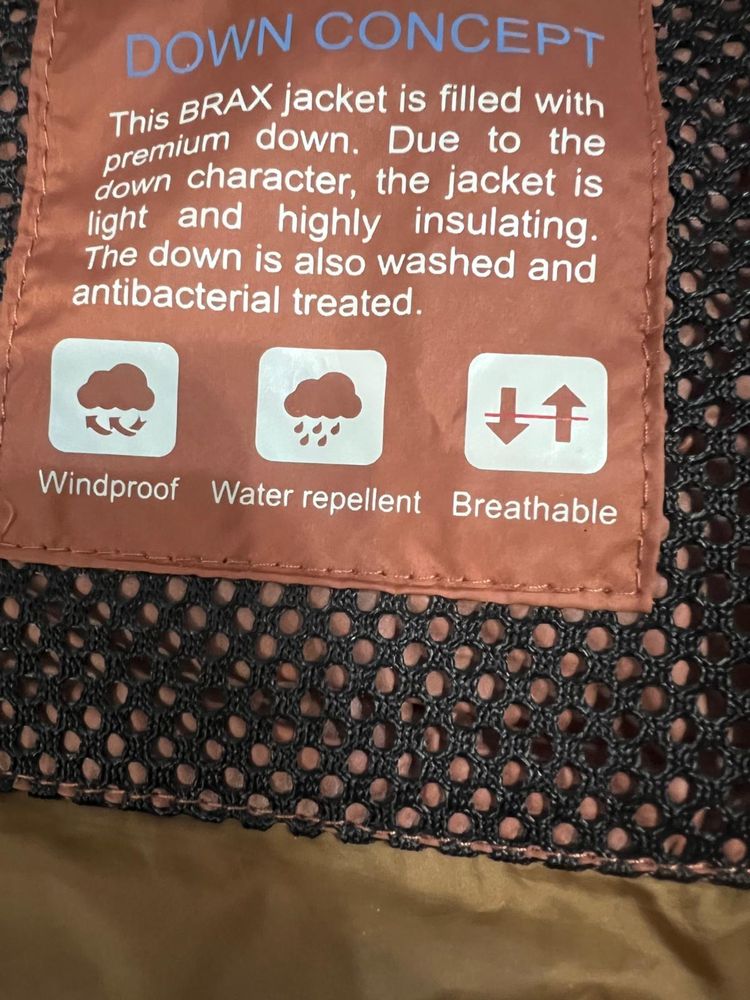 DOWN CONCEPT
This BRAX jacket is filled with
premium down. Due to the
down character, the jacket is
light and highly insulating.
The down is also washed and
antibacterial treated.
Windproof Water repellent Breathable